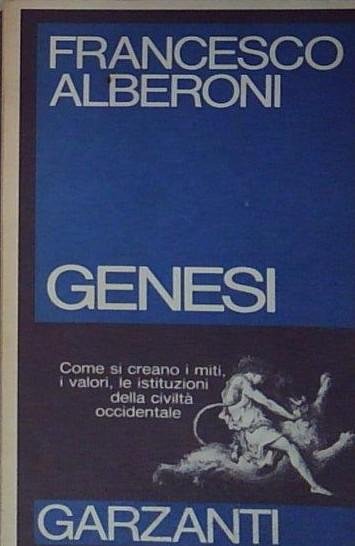 FRANCESCO
ALBERONI
GENESI
Come si creano i miti,
i valori, le istituzioni
della civiltà
occidentale
GARZANTI